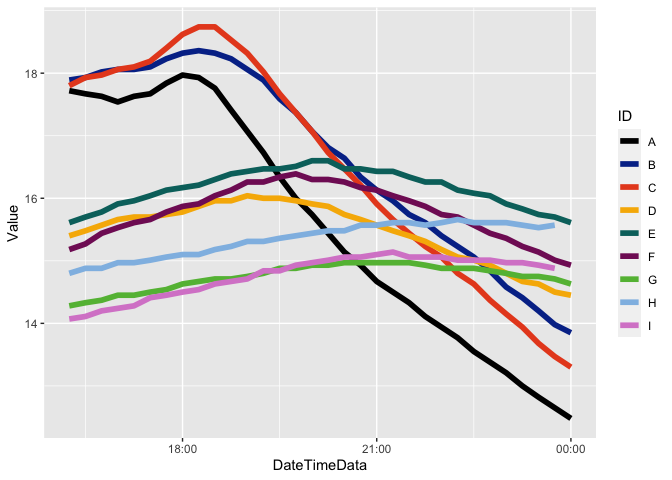 Value
18
16
14
18:00
21:00
00:00
DateTimeData
ID
A
B
C
D
E
F
G
H
I